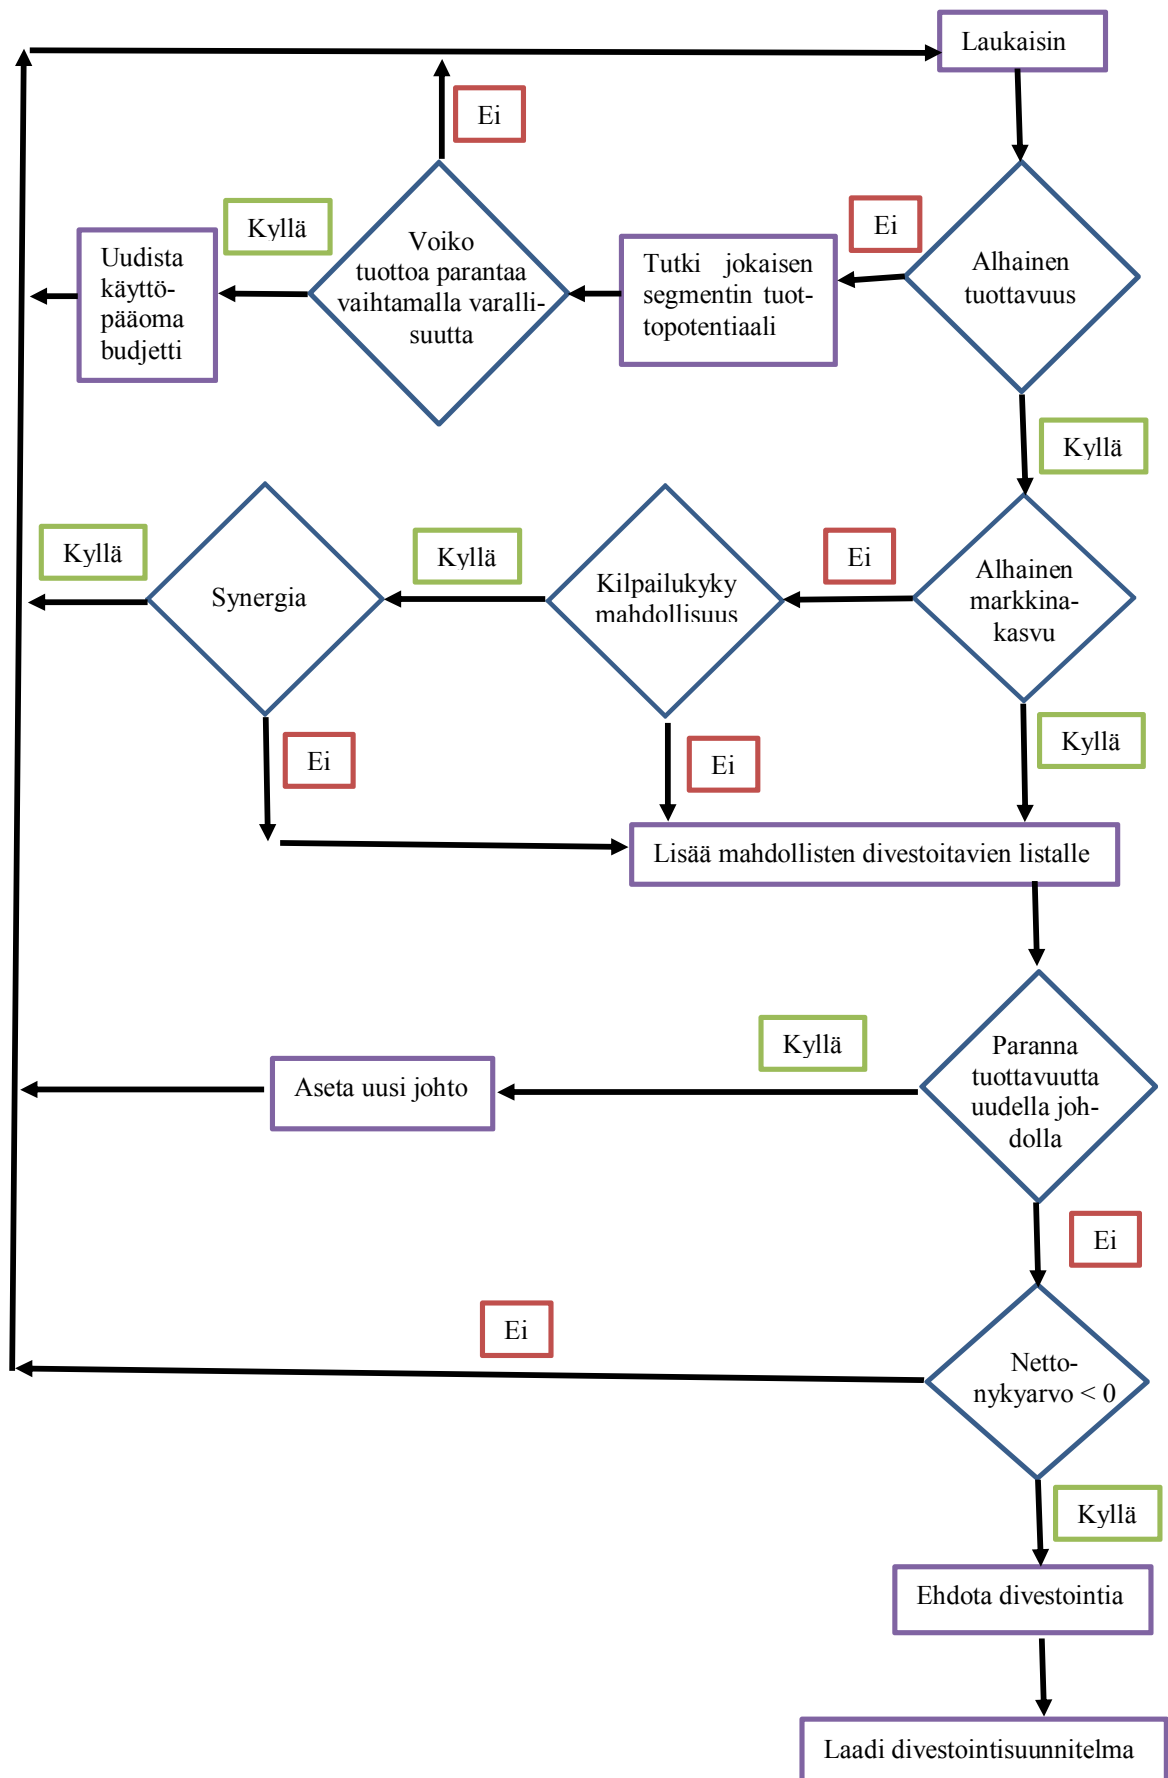 Laukaisin
Ei
Kyllä
Ei
Uudista
käyttö-
pääoma
budjetti
Voiko
tuottoa parantaa
vaihtamalla varalli-
suutta
Tutki jokaisen
segmentin tuot-
topotentiaali
Alhainen
tuottavuus
Kyllä
Kyllä
Kyllä
Ei
Synergia
Kilpailukyky
mahdollisuus
Alhainen
markkina-
kasvu
Ei
Ei
Kyllä
Lisää mahdollisten divestoitavien listalle
Kyllä
Aseta uusi johto
Paranna
tuottavuutta
uudella joh-
dolla
Ei
Ei
Netto-
nykyarvo < 0
Kyllä
Ehdota divestointia
Laadi divestointisuunnitelma